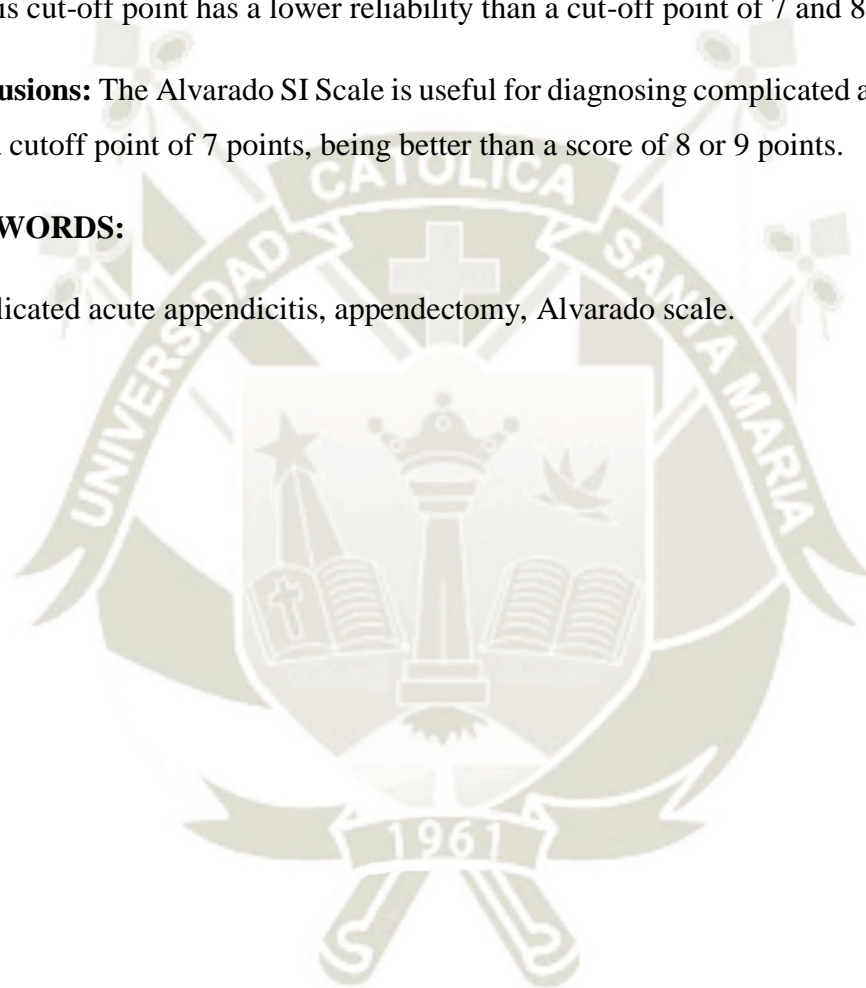 is cut-off point has a lower reliability than a cut-off point of 7 and 8
usions: The Alvarado SI Scale is useful for diagnosing complicated a
cutoff point of 7 points, being better than a score of 8 or 9 points.
WORDS:
licated acute appendicitis, appendectomy, Alvarado scale.
UNIVERSIDAD CATOLICA SANTA MARIA
1961